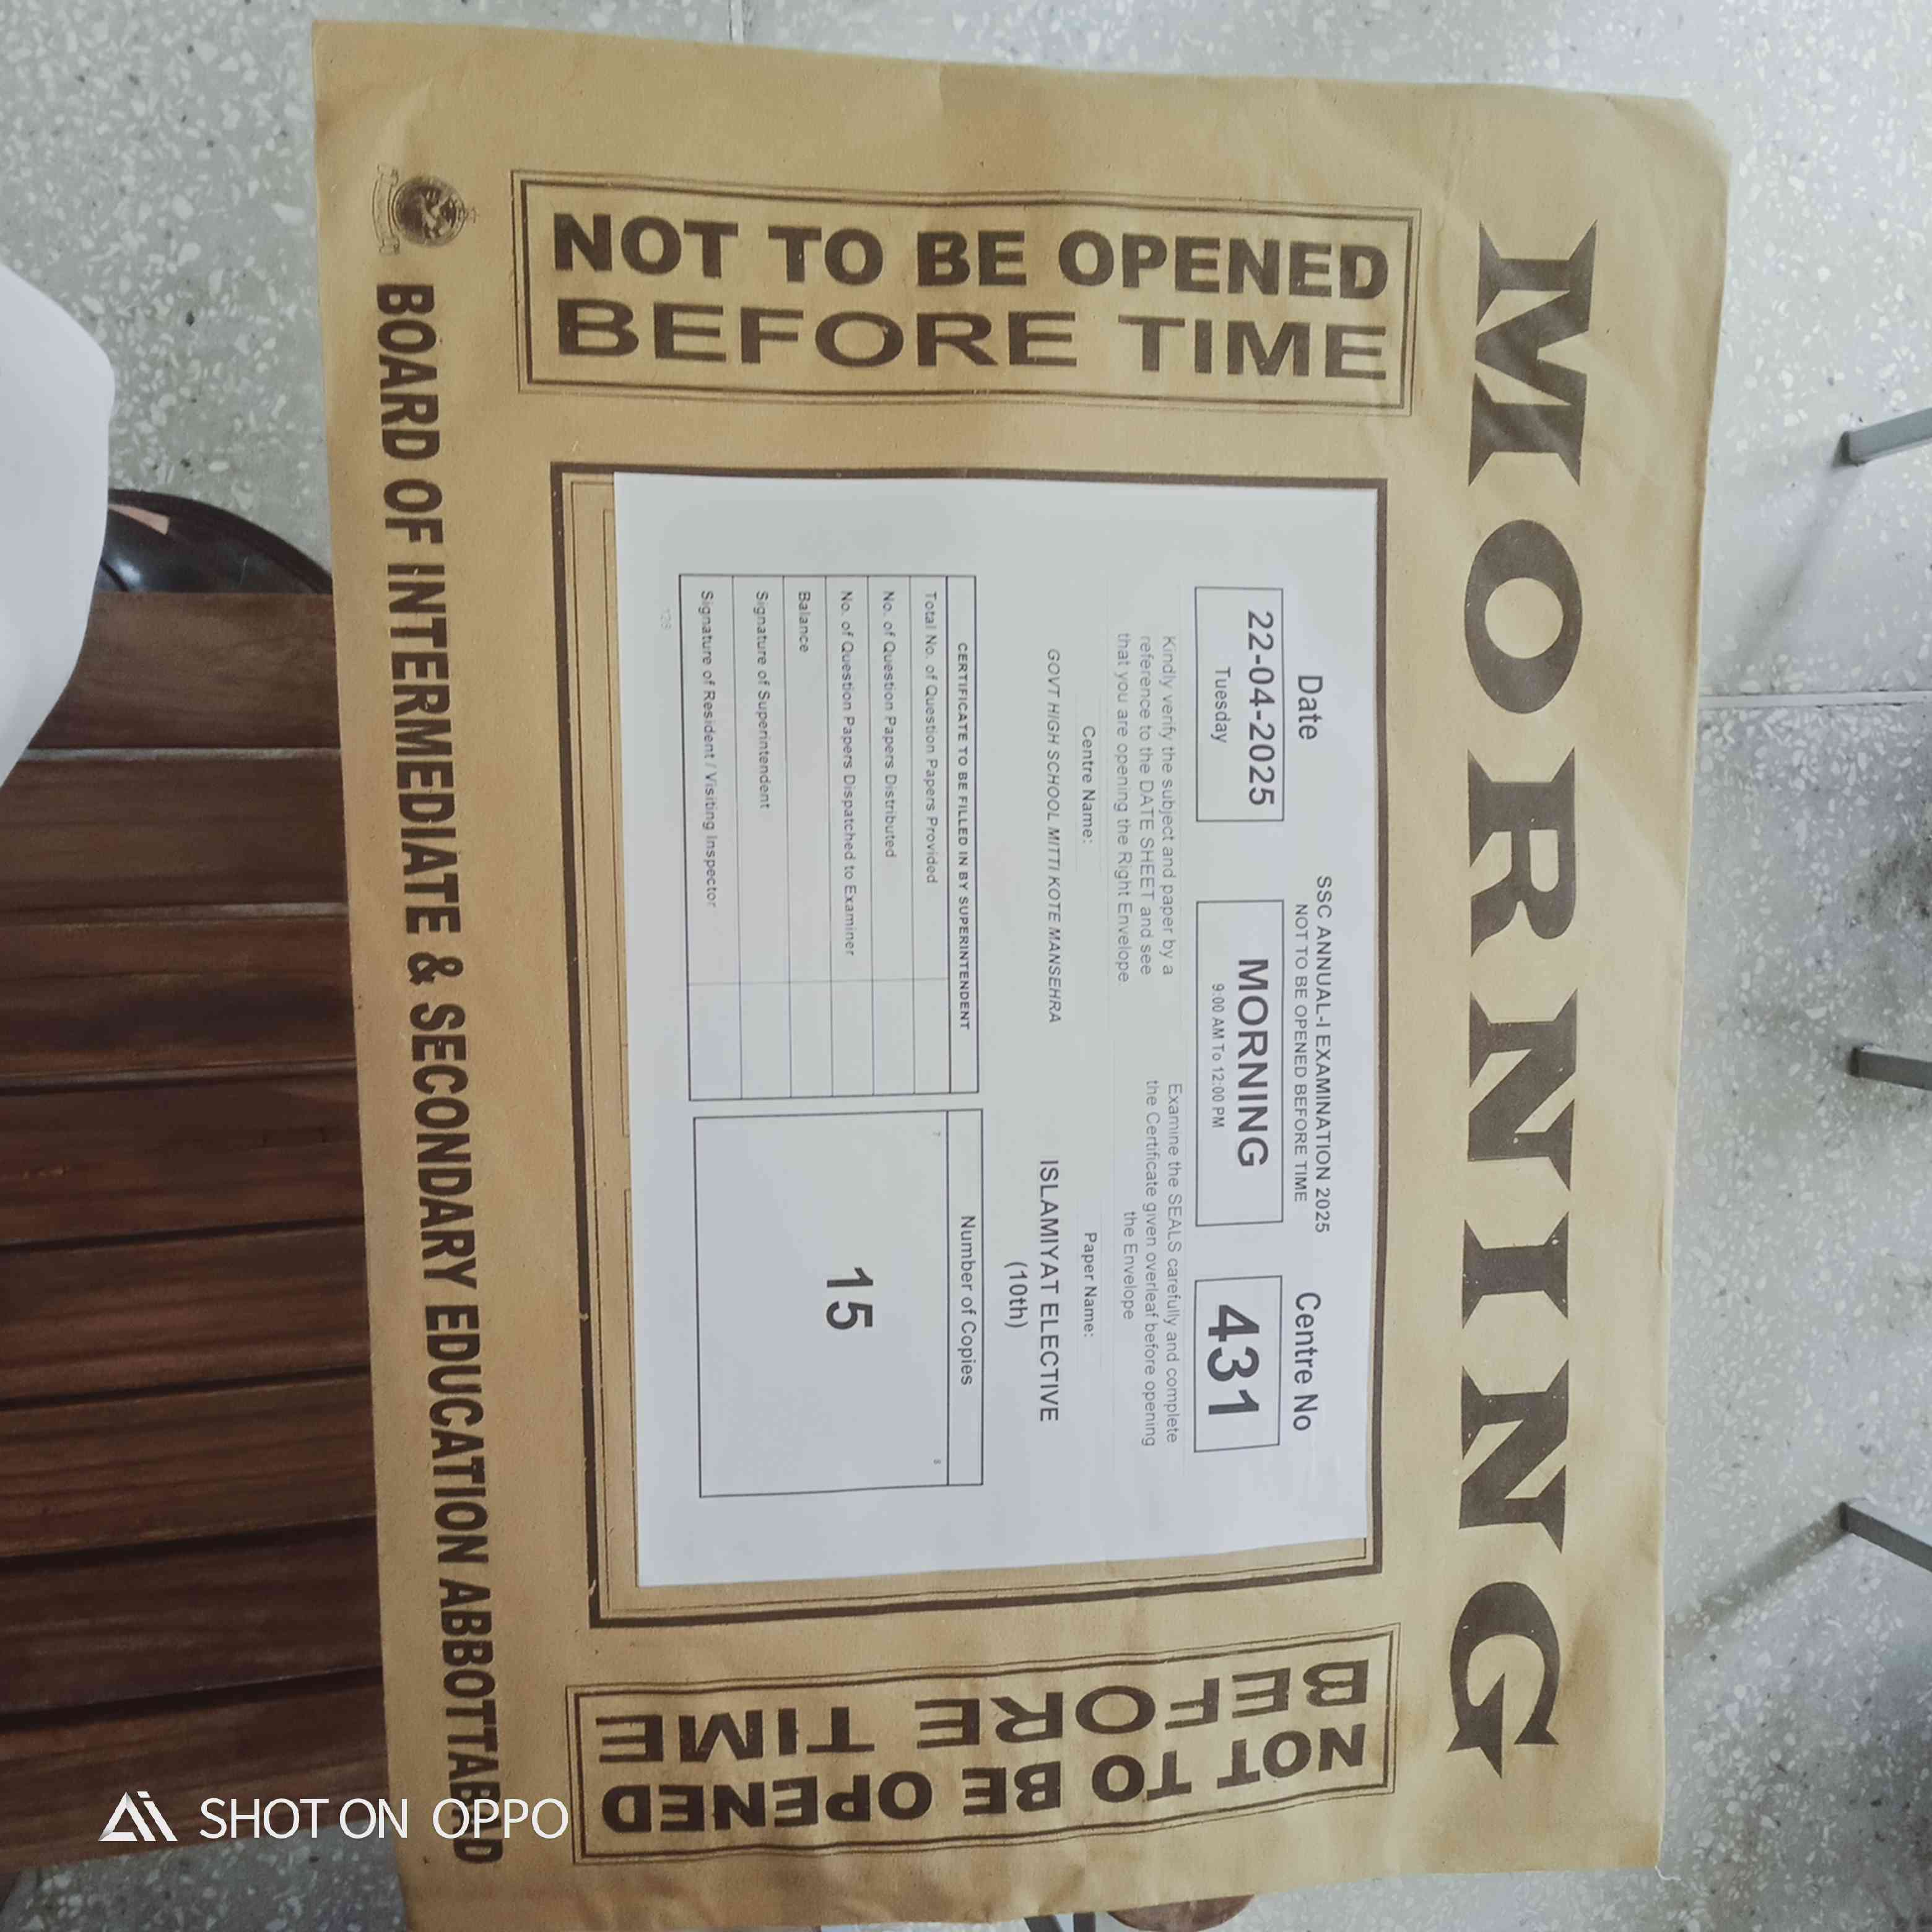 MORNING
NOT TO BE OPENED
BEFORE TIME
SSC ANNUAL-I EXAMINATION 2025
NOT TO BE OPENED BEFORE TIME
Date
22-04-2025
Tuesday
MORNING
9:00 AM To 12:00 PM
Centre No
431
Kindly verify the subject and paper by a
reference to the DATE SHEET and see
that you are opening the Right Envelope
Examine the SEALS carefully and complete
the Certificate given overleaf before opening
the Envelope
Centre Name:
GOVT HIGH SCHOOL MITTI KOTE MANSEHRA
Paper Name:
ISLAMIYAT ELECTIVE
(10th)
CERTIFICATE TO BE FILLED IN BY SUPERINTENDENT
Total No. of Question Papers Provided
No. of Question Papers Distributed
No. of Question Papers Dispatched to Examiner
Balance
Signature of Superintendent
Signature of Resident / Visiting Inspector
Number of Copies
15
NOT TO BE OPENED
BEFORE TIME
BOARD OF INTERMEDIATE & SECONDARY EDUCATION ABBOTTABAD
Ai SHOT ON OPPO